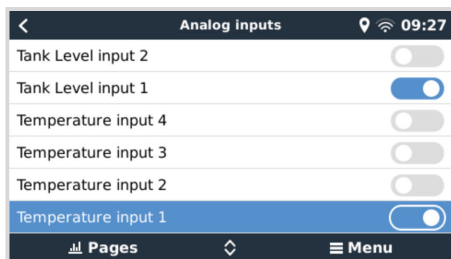 Analog inputs 09:27
Tank Level input 2
Tank Level input 1
Temperature input 4
Temperature input 3
Temperature input 2
Temperature input 1
Pages Menu